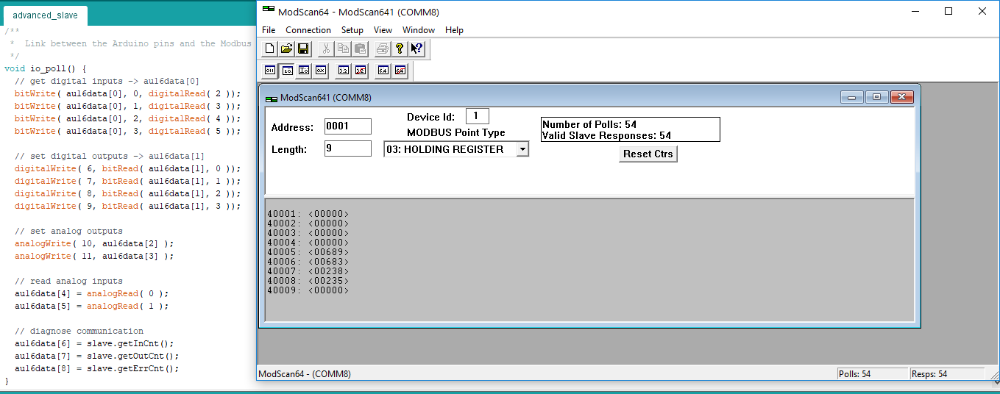 advanced_slave
/**
 *  Link between the Arduino pins and the Modbus
 */
void io_poll() {
  // get digital inputs -> au16data[0]
  bitWrite( au16data[0], 0, digitalRead( 2 ));
  bitWrite( au16data[0], 1, digitalRead( 3 ));
  bitWrite( au16data[0], 2, digitalRead( 4 ));
  bitWrite( au16data[0], 3, digitalRead( 5 ));
  // set digital outputs -> au16data[1]
  digitalWrite( 6, bitRead( au16data[1], 0 ));
  digitalWrite( 7, bitRead( au16data[1], 1 ));
  digitalWrite( 8, bitRead( au16data[1], 2 ));
  digitalWrite( 9, bitRead( au16data[1], 3 ));
  // set analog outputs
  analogWrite( 10, au16data[2] );
  analogWrite( 11, au16data[3] );
  // read analog inputs
  au16data[4] = analogRead( 0 );
  au16data[5] = analogRead( 1 );
  // diagnose communication
  au16data[6] = slave.getInCnt();
  au16data[7] = slave.getOutCnt();
  au16data[8] = slave.getErrCnt();
}
ModScan64 - ModScan641 (COMM8)
File Connection Setup View Window Help
ModScan641 (COMM8)
Address: 0001
Length: 9
Device Id: 1
MODBUS Point Type
03: HOLDING REGISTER
Number of Polls: 54
Valid Slave Responses: 54
Reset Ctrs
40001: <00000>
40002: <00000>
40003: <00000>
40004: <00000>
40005: <00689>
40006: <00683>
40007: <00238>
40008: <00235>
40009: <00000>
ModScan64 - (COMM8)
Polls: 54
Resps: 54